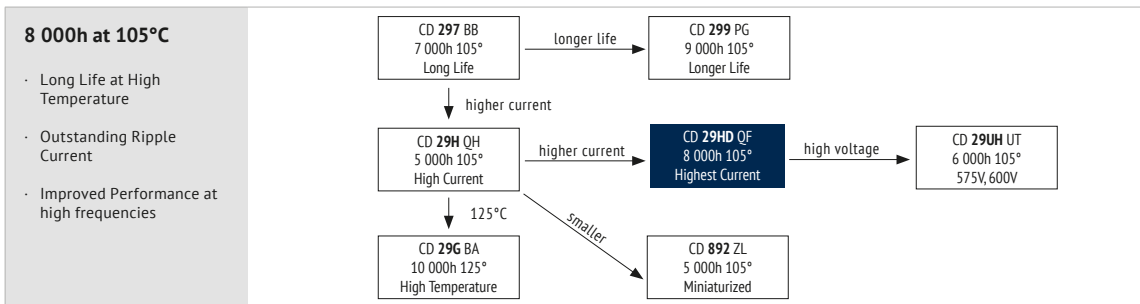 8 000h at 105°C
· Long Life at High
Temperature
· Outstanding Ripple
Current
· Improved Performance at
high frequencies
CD 297 BB
7 000h 105°
Long Life
longer life
CD 299 PG
9 000h 105°
Longer Life
higher current
CD 29H QH
5 000h 105°
High Current
higher current
CD 29HD QF
8 000h 105°
Highest Current
high voltage
CD 29UH UT
6 000h 105°
575V, 600V
125°C
smaller
CD 29G BA
10 000h 125°
High Temperature
CD 892 ZL
5 000h 105°
Miniaturized